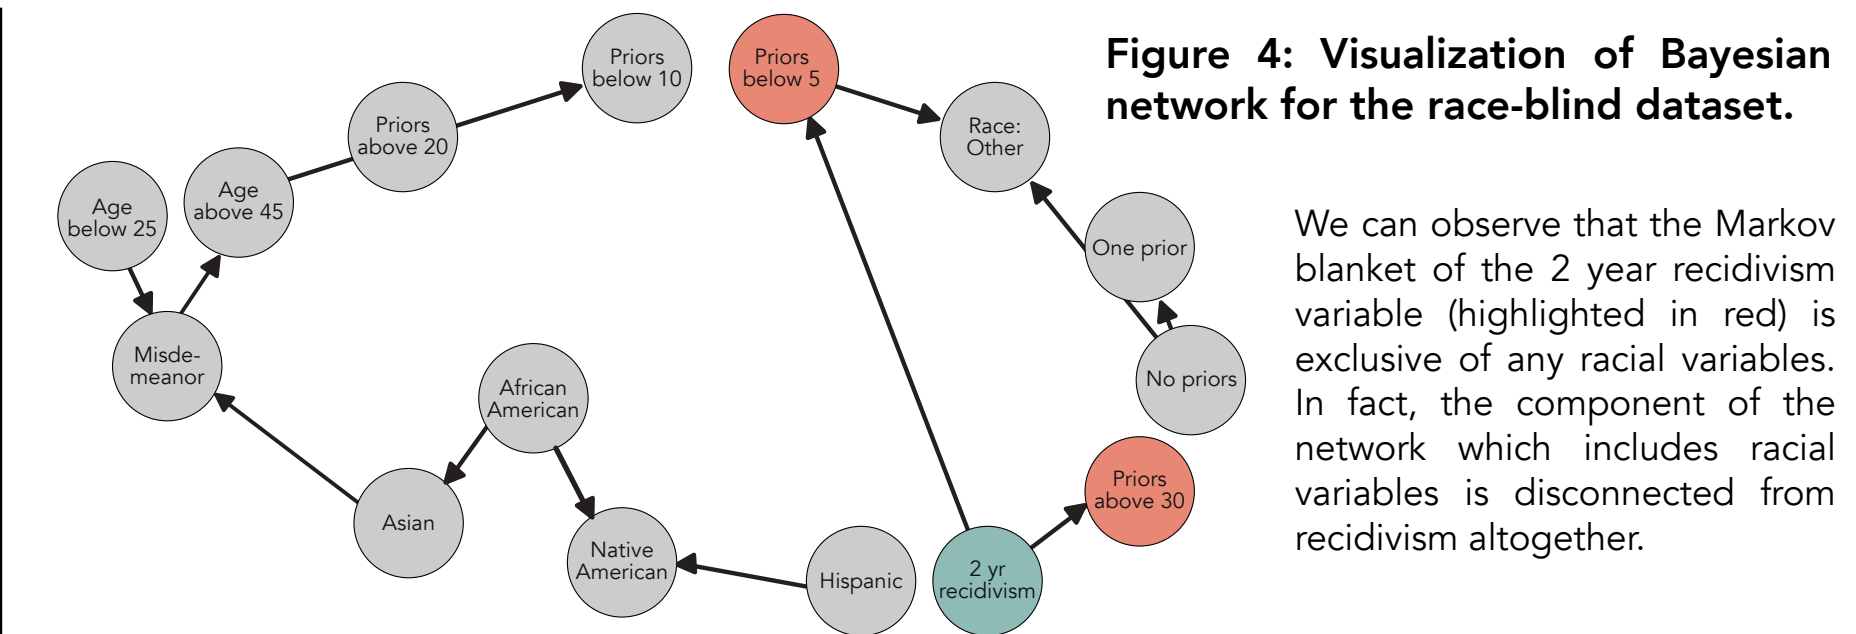 Figure 4: Visualization of Bayesian
network for the race-blind dataset.
We can observe that the Markov
blanket of the 2 year recidivism
variable (highlighted in red) is
exclusive of any racial variables.
In fact, the component of the
network which includes racial
variables is disconnected from
recidivism altogether.
Priors
below 10
Priors
below 5
Priors
above 20
Race:
Other
Age
below 25
Age
above 45
One prior
Misde-
meanor
African
American
No priors
Priors
above 30
Asian
Native
American
Hispanic
2 yr
recidivism